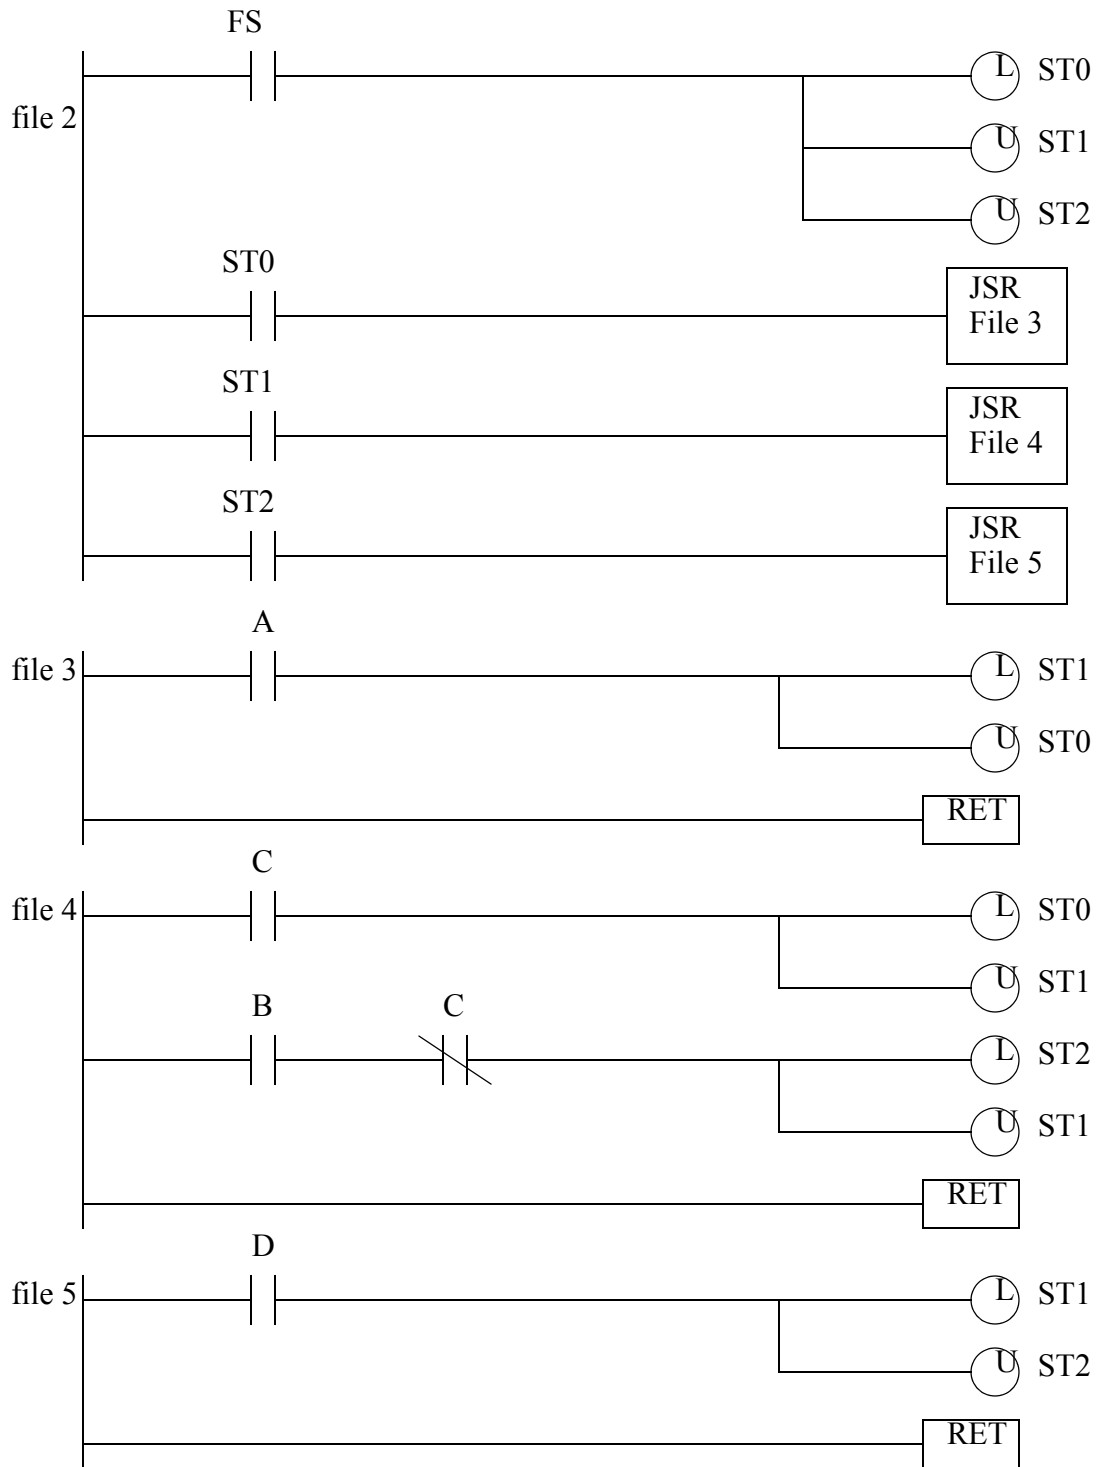 FS
L ST0
file 2
U ST1
U ST2
ST0
JSR
File 3
ST1
JSR
File 4
ST2
JSR
File 5
A
file 3
L ST1
U ST0
RET
C
file 4
L ST0
U ST1
B C
L ST2
U ST1
RET
D
file 5
L ST1
U ST2
RET